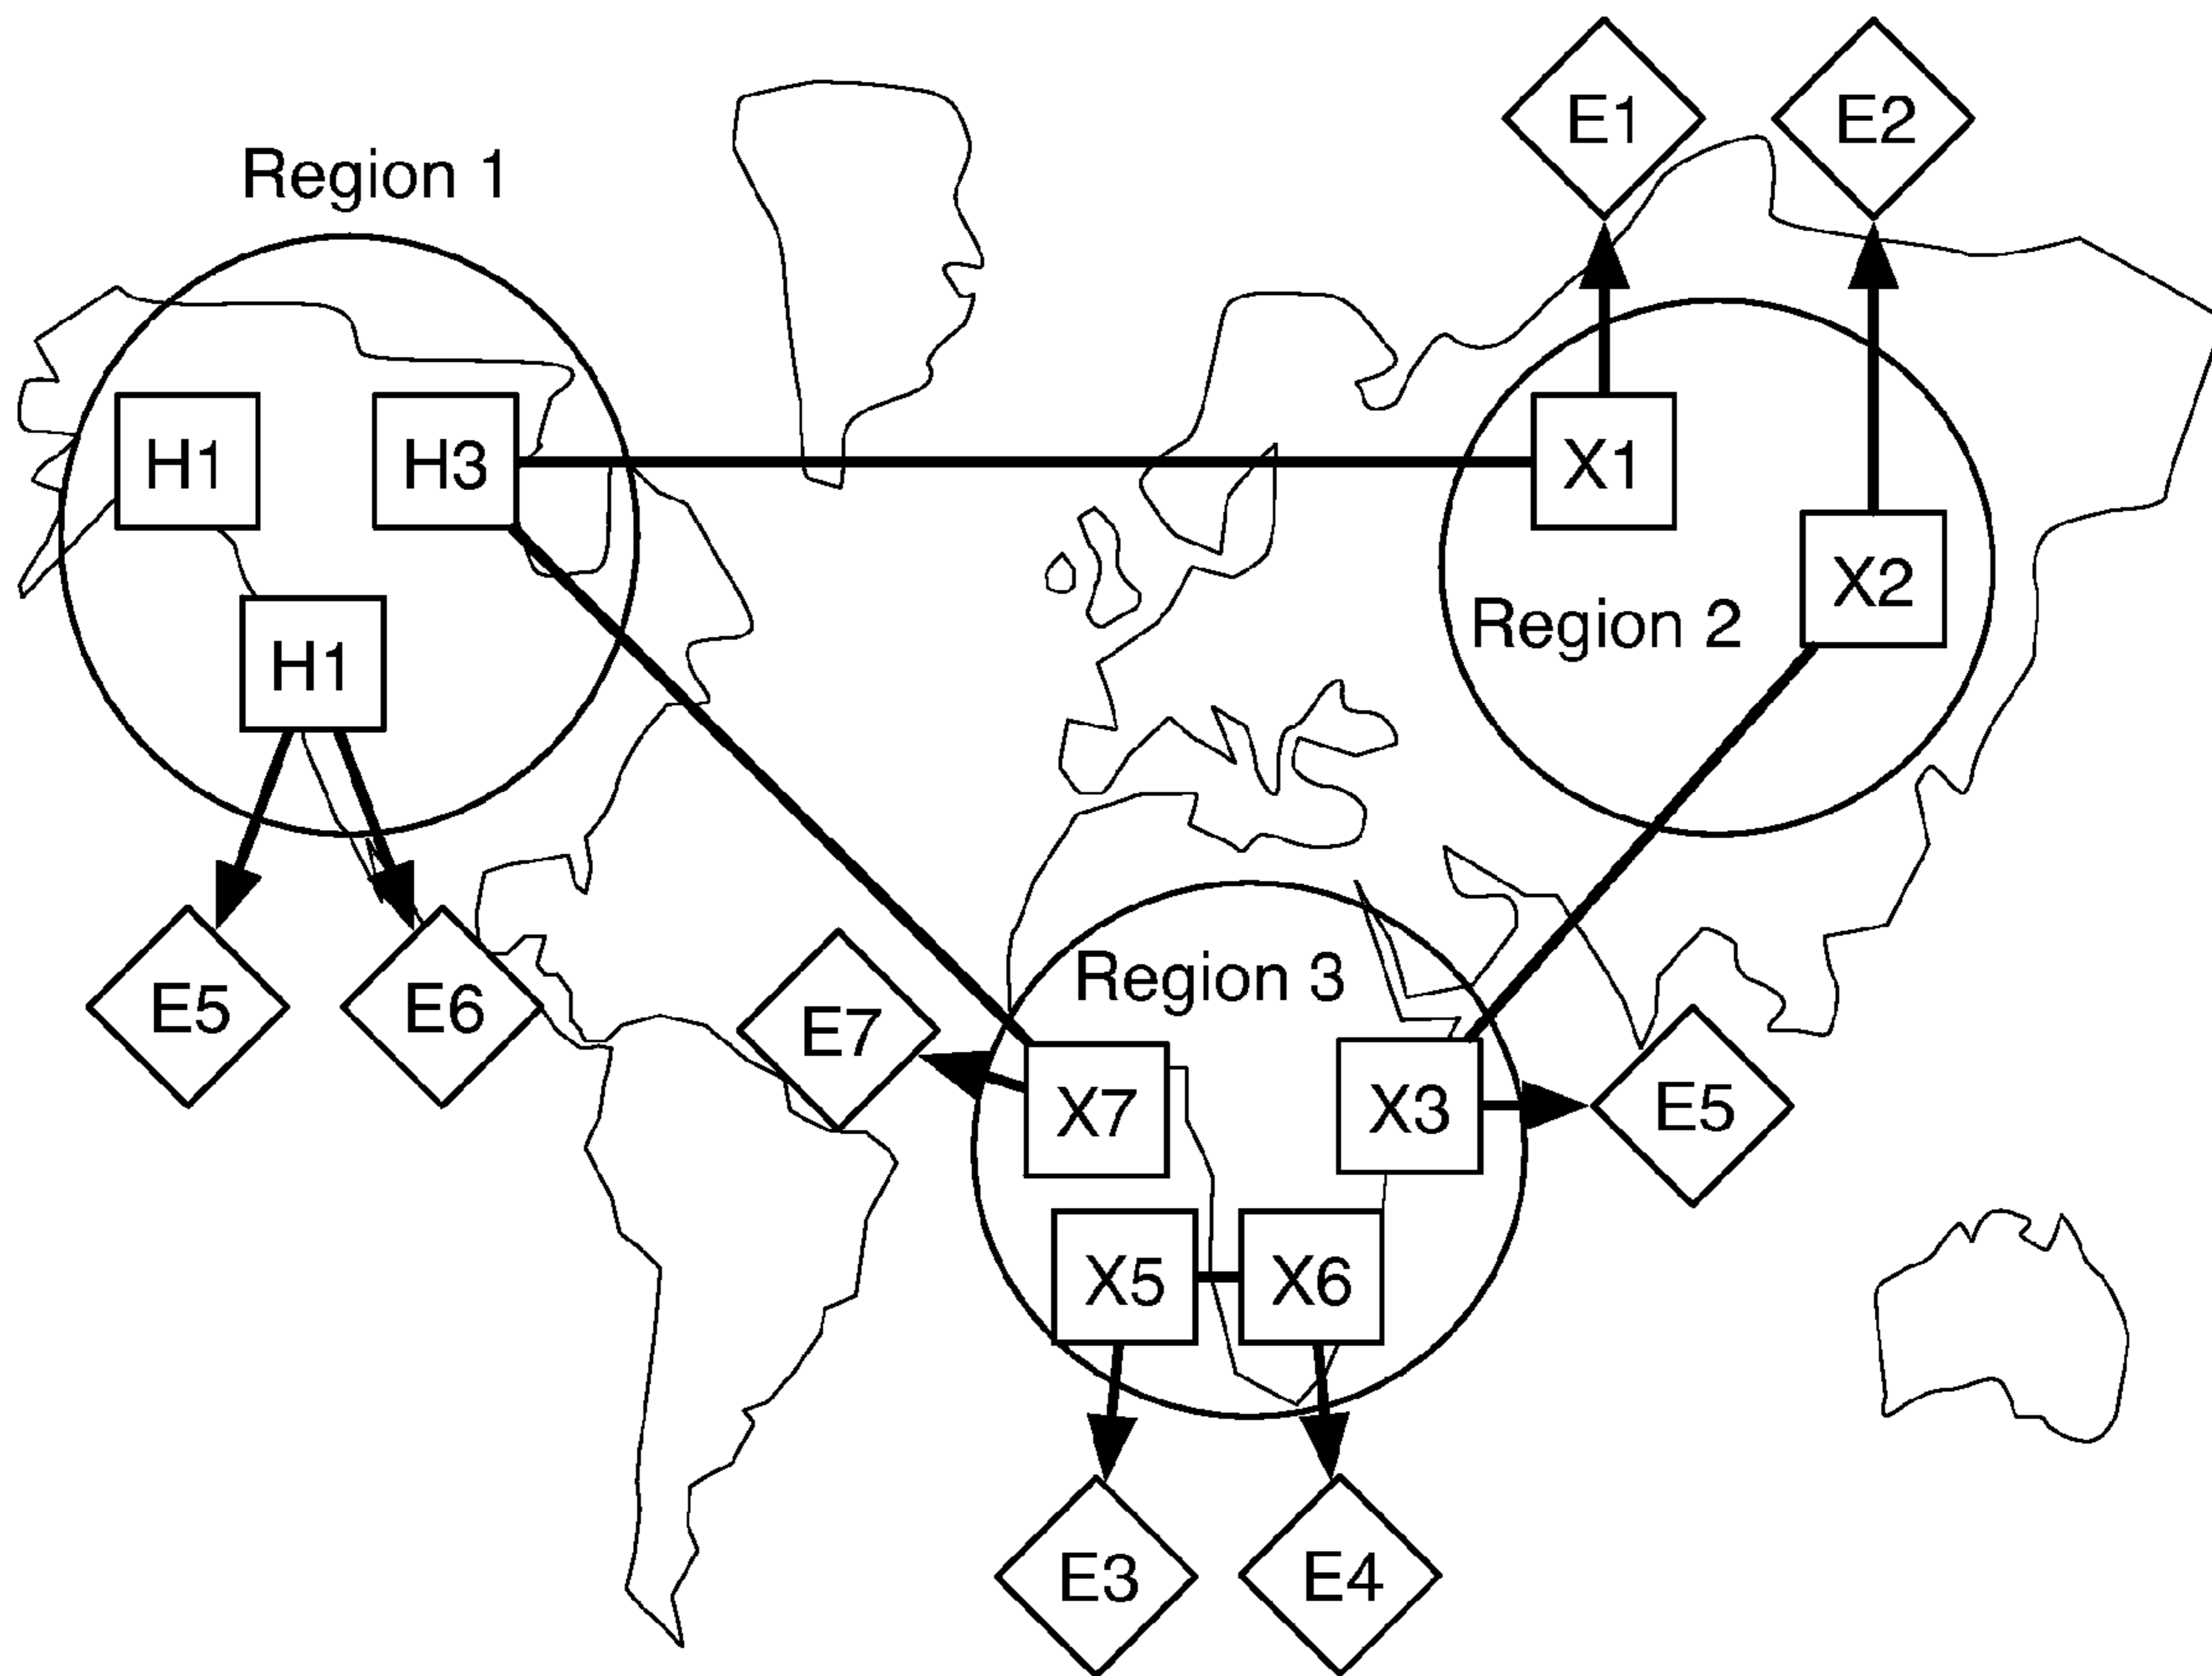 E1
E2
Region 1
H1
H3
X1
X2
Region 2
H1
Region 3
E5
E6
E7
X7
X3
E5
X5
X6
E3
E4